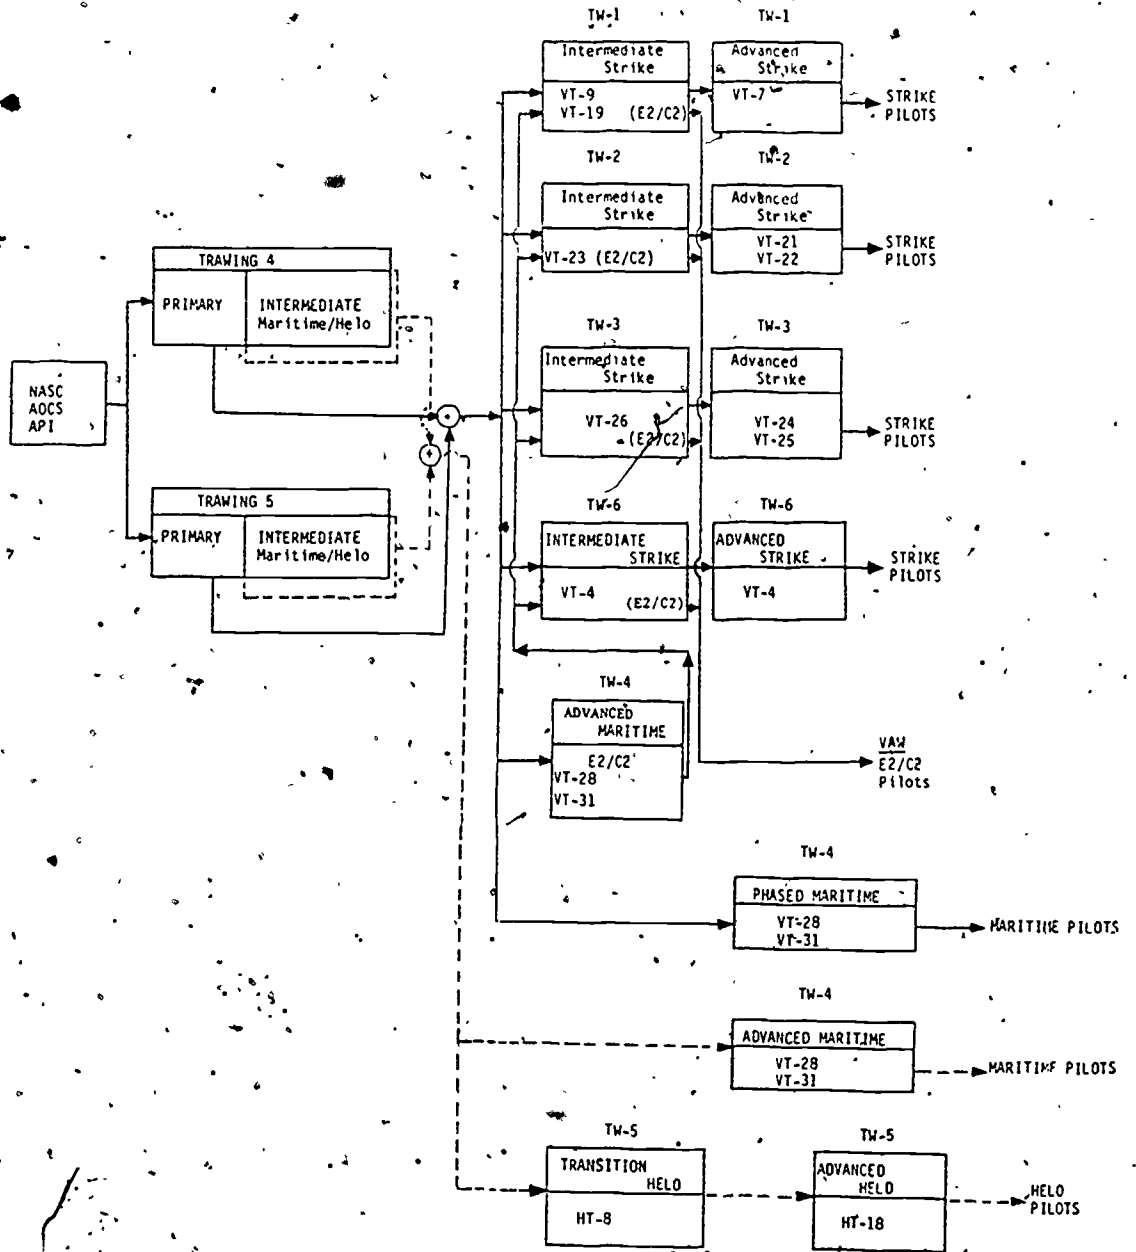 TW-1
TW-1
Intermediate
Strike
Advanced
Strike
VT-9
VT-19 (E2/C2)
VT-7
STRIKE
PILOTS
TW-2
TW-2
Intermediate
Strike
Advanced
Strike
VT-23 (E2/C2)
VT-21
VT-22
STRIKE
PILOTS
TRAWING 4
PRIMARY
INTERMEDIATE
Maritime/Helo
TW-3
TW-3
Intermediate
Strike
Advanced
Strike
VT-26
(E2/C2)
VT-24
VT-25
STRIKE
PILOTS
NASC
AOCS
API
TRAWING 5
PRIMARY
INTERMEDIATE
Maritime/Helo
TW-6
TW-6
INTERMEDIATE
STRIKE
ADVANCED
STRIKE
VT-4
(E2/C2)
VT-4
STRIKE
PILOTS
TW-4
ADVANCED
MARITIME
E2/C2
VT-28
VT-31
VAW
E2/C2
Pilots
TW-4
PHASED MARITIME
VT-28
VT-31
MARITIME PILOTS
TW-4
ADVANCED MARITIME
VT-28
VT-31
MARITIME PILOTS
TW-5
TW-5
TRANSITION
HELO
HT-8
ADVANCED
HELO
HT-18
HELO
PILOTS